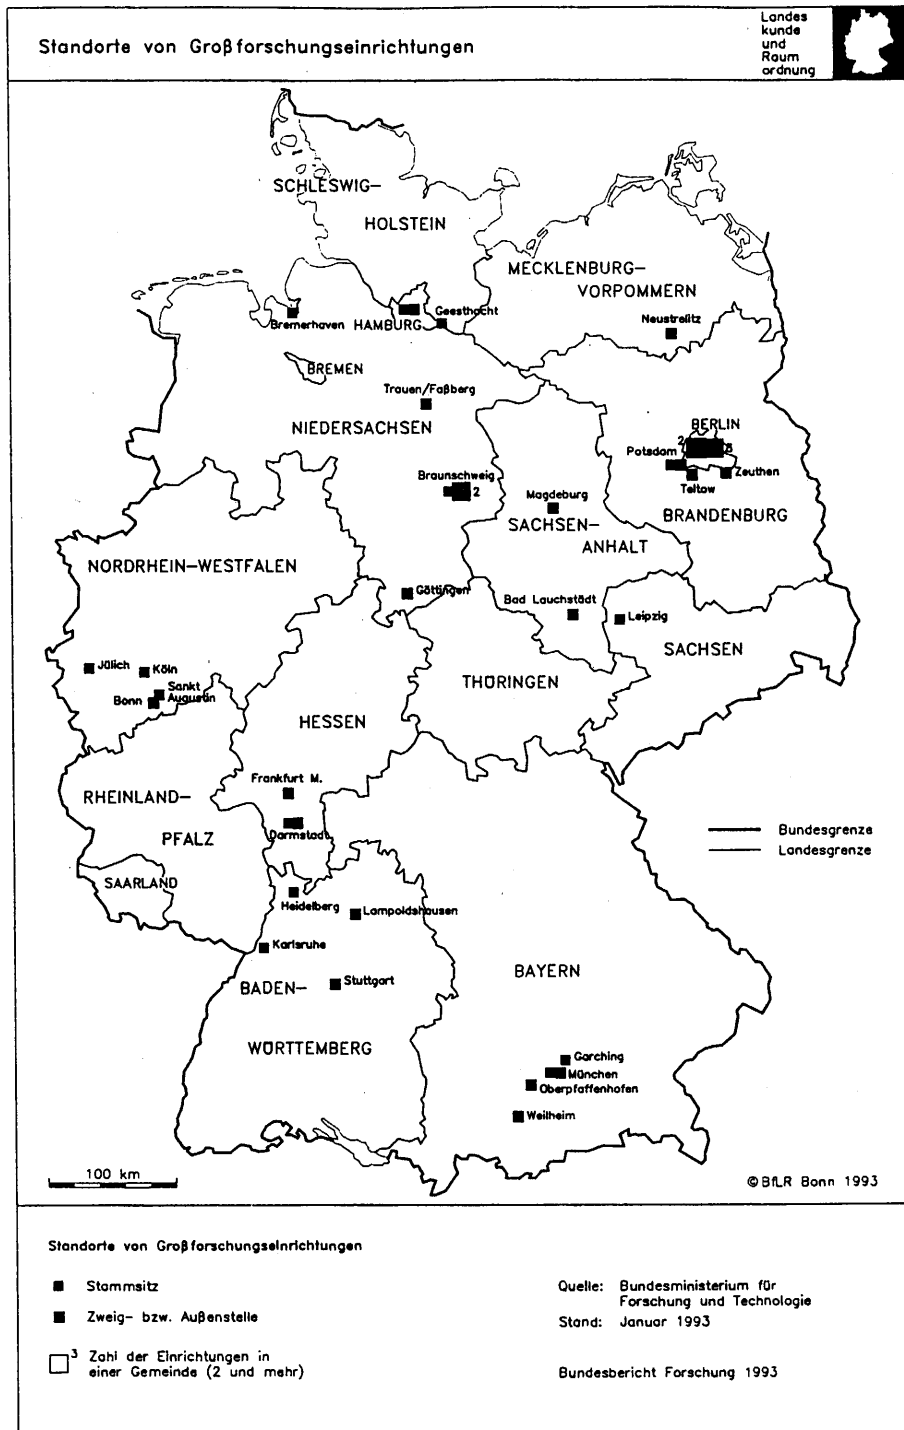 Standorte von Großforschungseinrichtungen
Landes
kunde
und
Raum
ordnung
SCHLESWIG-
HOLSTEIN
MECKLENBURG-
VORPOMMERN
Bremerhaven
HAMBURG
Geesthacht
Neustrelitz
BREMEN
Trauen/Faßberg
NIEDERSACHSEN
BERLIN
2
Potsdam
Zeuthen
Teltow
Braunschweig
2
Magdeburg
BRANDENBURG
SACHSEN-
ANHALT
NORDRHEIN-WESTFALEN
Göttingen
Bad Lauchstädt
Leipzig
SACHSEN
Jülich
Köln
Sankt
Augustin
Bonn
THÜRINGEN
HESSEN
Frankfurt M.
RHEINLAND-
PFALZ
Darmstadt
Bundesgrenze
Landesgrenze
SAARLAND
Heidelberg
Lampoldshausen
Karlsruhe
Stuttgart
BAYERN
BADEN-
WÜRTTEMBERG
Garching
München
Oberpfaffenhofen
Weilheim
100 km
©BfLR Bonn 1993
Standorte von Großforschungseinrichtungen
Stammsitz
Zweig- bzw. Außenstelle
3 Zahl der Einrichtungen in
einer Gemeinde (2 und mehr)
Quelle: Bundesministerium für
Forschung und Technologie
Stand: Januar 1993
Bundesbericht Forschung 1993